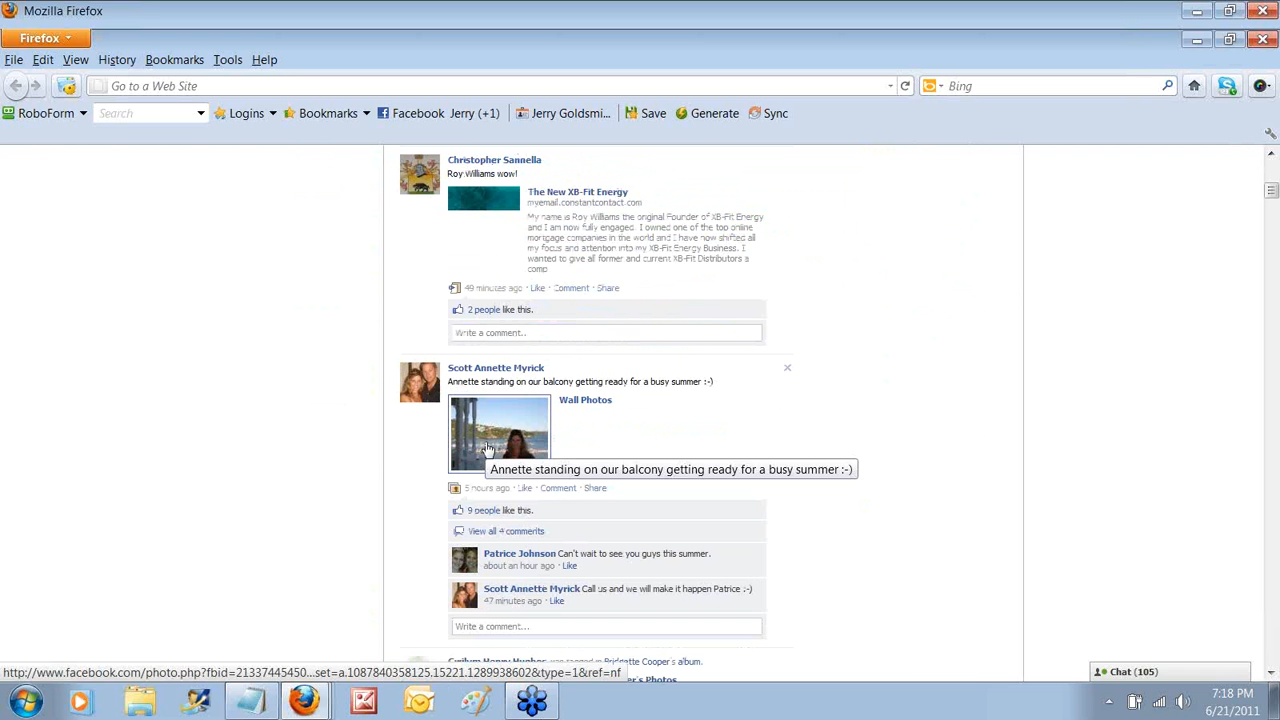 Mozilla Firefox
Firefox
File Edit View History Bookmarks Tools Help
Go to a Web Site
Bing
RoboForm Search Logins Bookmarks Facebook Jerry (+1) Jerry Goldsmi... Save Generate Sync
Christopher Sannella
Roy Williams wow!
The New XB-Fit Energy
myemail.constantcontact.com
My name is Roy Williams the original Founder of XB-Fit Energy
and I am now fully engaged. I owned one of the top online
mortgage companies in the world and I have now shifted all
my focus and attention into my XB-Fit Energy Business. I
wanted to give all former and current XB-Fit Distributors a
comp
49 minutes ago · Like · Comment · Share
2 people like this.
Write a comment..
Scott Annette Myrick
Annette standing on our balcony getting ready for a busy summer :-)
Wall Photos
Annette standing on our balcony getting ready for a busy summer :-)
5 hours ago · Like · Comment · Share
9 people like this.
View all 4 comments
Patrice Johnson Can't wait to see you guys this summer.
about an hour ago · Like
Scott Annette Myrick Call us and we will make it happen Patrice :-)
47 minutes ago · Like
Write a comment...
was tagged in Bridgette Cooper's album.
Photos
http://www.facebook.com/photo.php?fbid=21337445450...set=a.1087840358125.15221.1289938602&type=1&ref=nf
Chat (105)
7:18 PM
6/21/2011